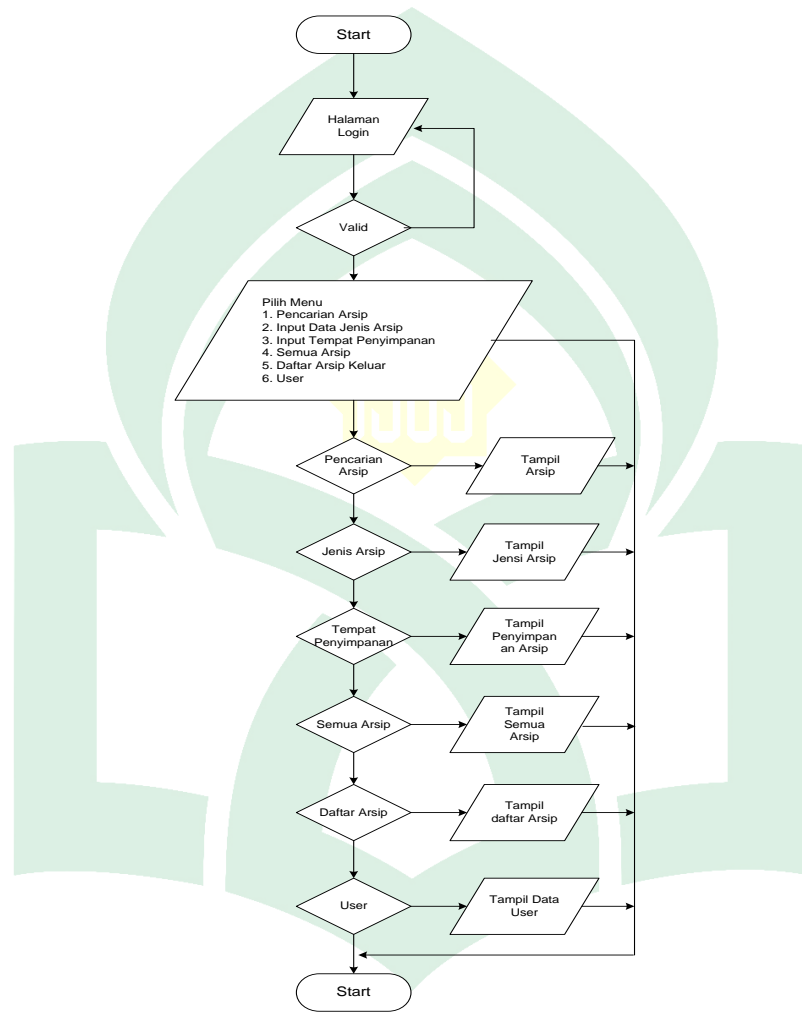 Start
Halaman
Login
Valid
Pilih Menu
1. Pencarian Arsip
2. Input Data Jenis Arsip
3. Input Tempat Penyimpanan
4. Semua Arsip
5. Daftar Arsip Keluar
6. User
Pencarian
Arsip
Tampil
Arsip
Jenis Arsip
Tampil
Jensi Arsip
Tempat
Penyimpanan
Tampil
Penyimpan
an Arsip
Semua Arsip
Tampil
Semua
Arsip
Daftar Arsip
Tampil
daftar Arsip
User
Tampil Data
User
Start